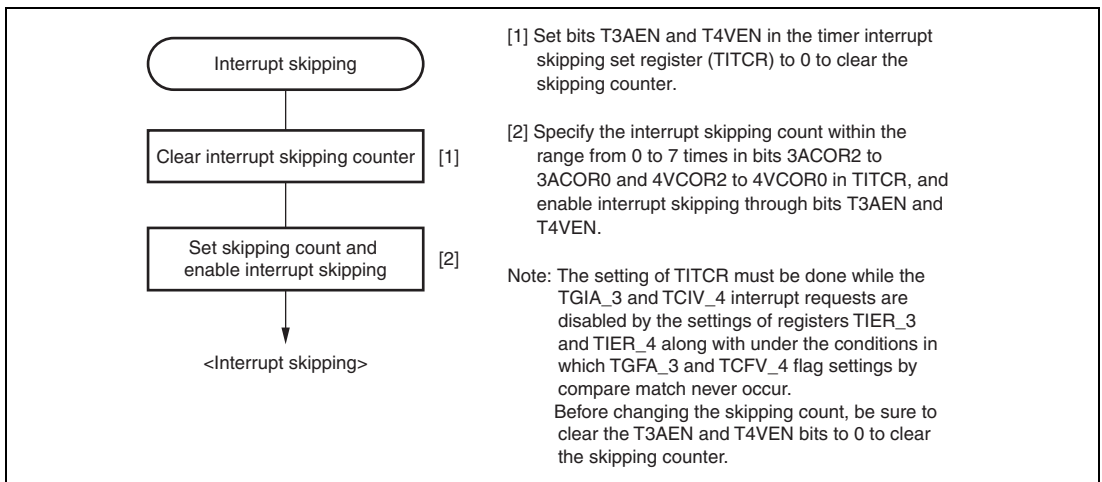 Interrupt skipping
Clear interrupt skipping counter
[1]
Set skipping count and
enable interrupt skipping
[2]
<Interrupt skipping>
[1] Set bits T3AEN and T4VEN in the timer interrupt
skipping set register (TITCR) to 0 to clear the
skipping counter.
[2] Specify the interrupt skipping count within the
range from 0 to 7 times in bits 3ACOR2 to
3ACOR0 and 4VCOR2 to 4VCOR0 in TITCR, and
enable interrupt skipping through bits T3AEN and
T4VEN.
Note: The setting of TITCR must be done while the
TGIA_3 and TCIV_4 interrupt requests are
disabled by the settings of registers TIER_3
and TIER_4 along with under the conditions in
which TGFA_3 and TCFV_4 flag settings by
compare match never occur.
Before changing the skipping count, be sure to
clear the T3AEN and T4VEN bits to 0 to clear
the skipping counter.